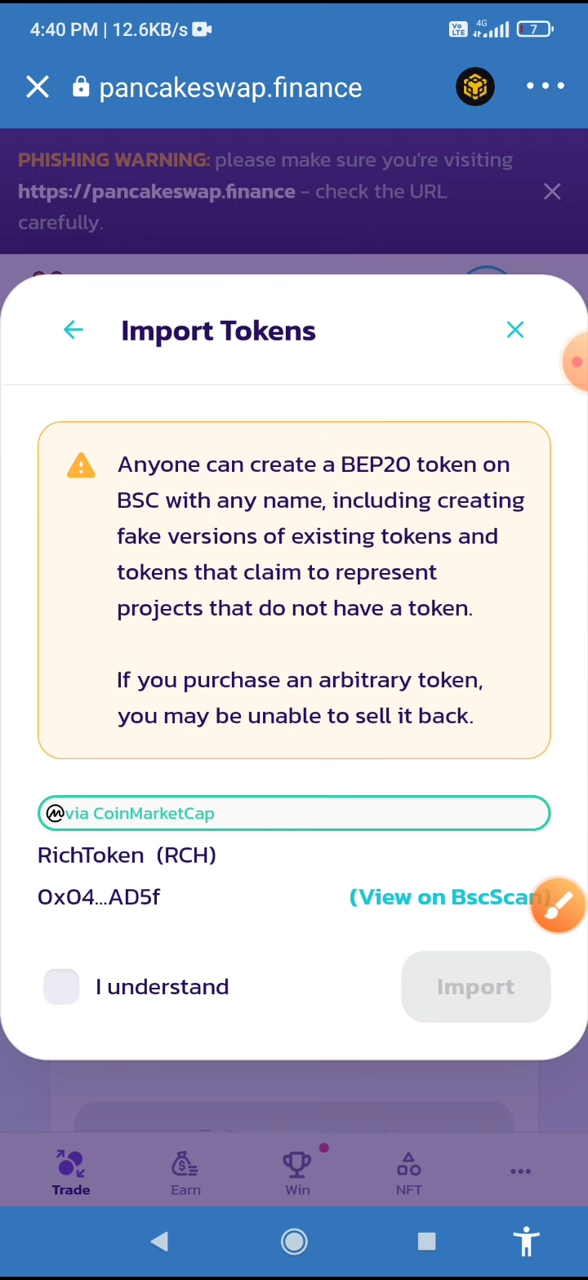 4:40 PM | 12.6KB/s
Vo LTE 4G 7
pancakeswap.finance
PHISHING WARNING: please make sure you're visiting
https://pancakeswap.finance - check the URL
carefully.
Import Tokens
Anyone can create a BEP20 token on
BSC with any name, including creating
fake versions of existing tokens and
tokens that claim to represent
projects that do not have a token.
If you purchase an arbitrary token,
you may be unable to sell it back.
via CoinMarketCap
RichToken (RCH)
0x04...AD5f
(View on BscScan)
I understand
Import
Trade
Earn
Win
NFT